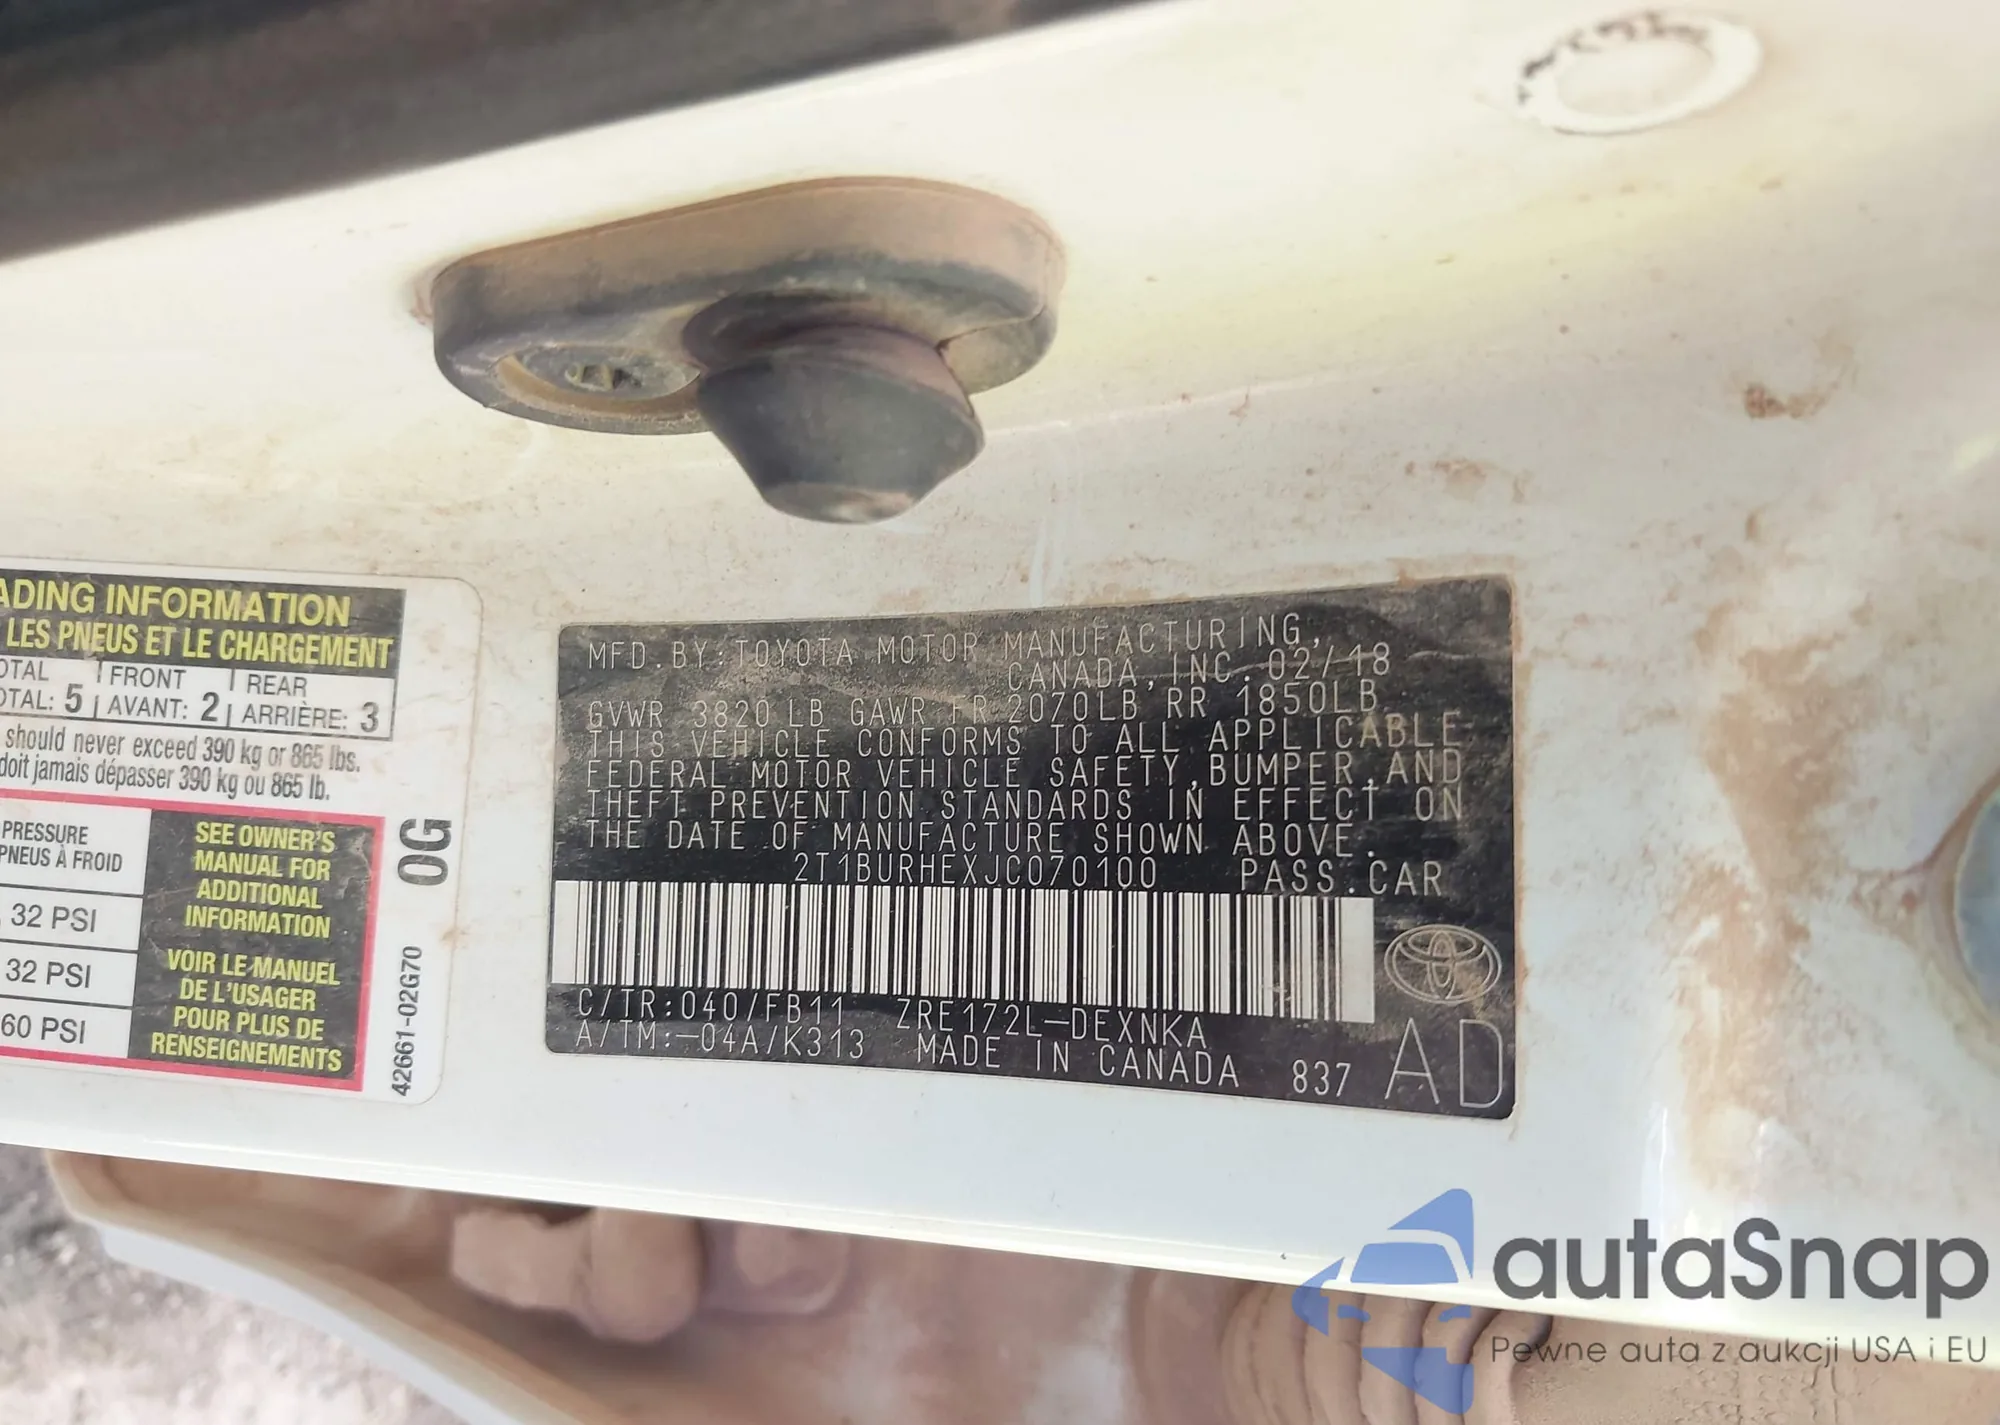 ADING INFORMATION
LES PNEUS ET LE CHARGEMENT
OTAL FRONT REAR
OTAL: 5 AVANT: 2 ARRIÈRE: 3
should never exceed 390 kg or 865 lbs.
doit jamais dépasser 390 kg ou 865 lb.
PRESSURE
PNEUS À FROID
32 PSI
32 PSI
60 PSI
SEE OWNER'S
MANUAL FOR
ADDITIONAL
INFORMATION
VOIR LE MANUEL
DE L'USAGER
POUR PLUS DE
RENSEIGNEMENTS
0G
42661-02G70
MFD.BY:TOYOTA MOTOR MANUFACTURING,
CANADA,INC.02/18
GVWR 3820LB GAWR FR 2070LB RR 1850LB
THIS VEHICLE CONFORMS TO ALL APPLICABLE
FEDERAL MOTOR VEHICLE SAFETY,BUMPER,AND
THEFT PREVENTION STANDARDS IN EFFECT ON
THE DATE OF MANUFACTURE SHOWN ABOVE.
2T1BURHEXJC070100 PASS.CAR
C/TR:040/FB11 ZRE172L-DEXNKA
A/TM:-04A/K313 MADE IN CANADA 837 AD
autaSnap
Pewne auta z aukcji USA i EU